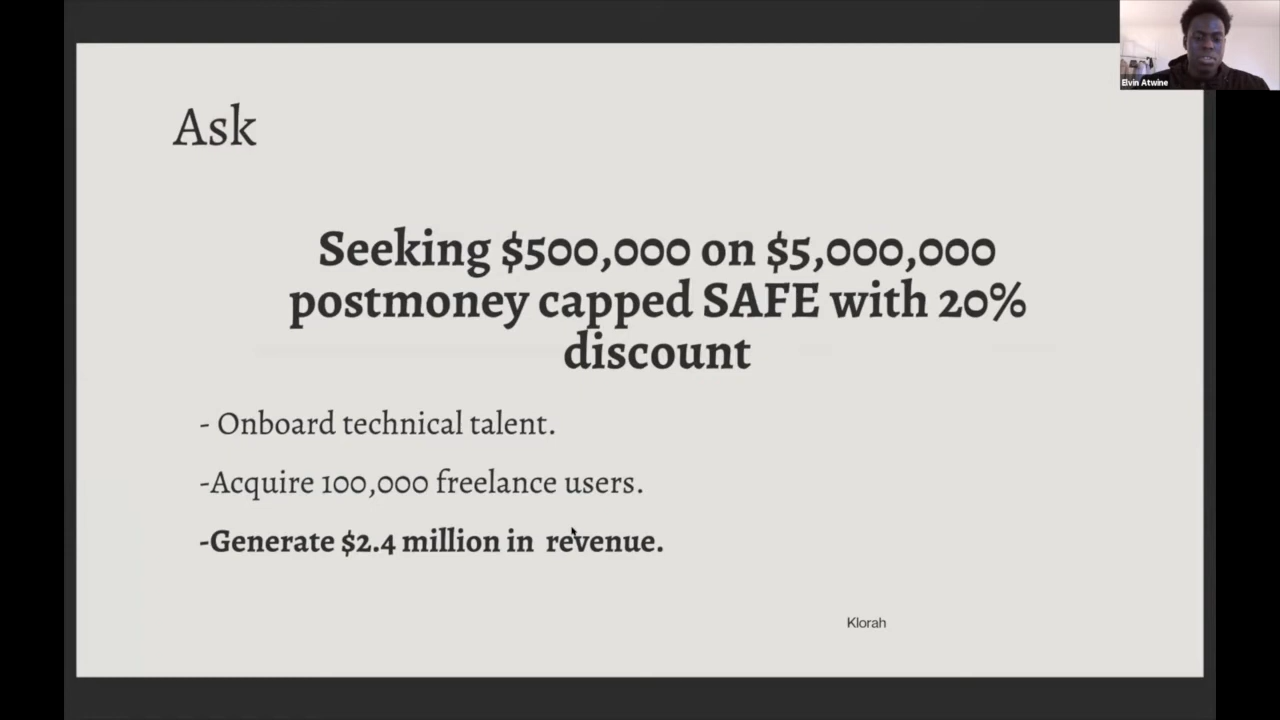 Elvin Atwine
Ask
Seeking $500,000 on $5,000,000
postmoney capped SAFE with 20%
discount
- Onboard technical talent.
-Acquire 100,000 freelance users.
-Generate $2.4 million in  revenue.
Klorah